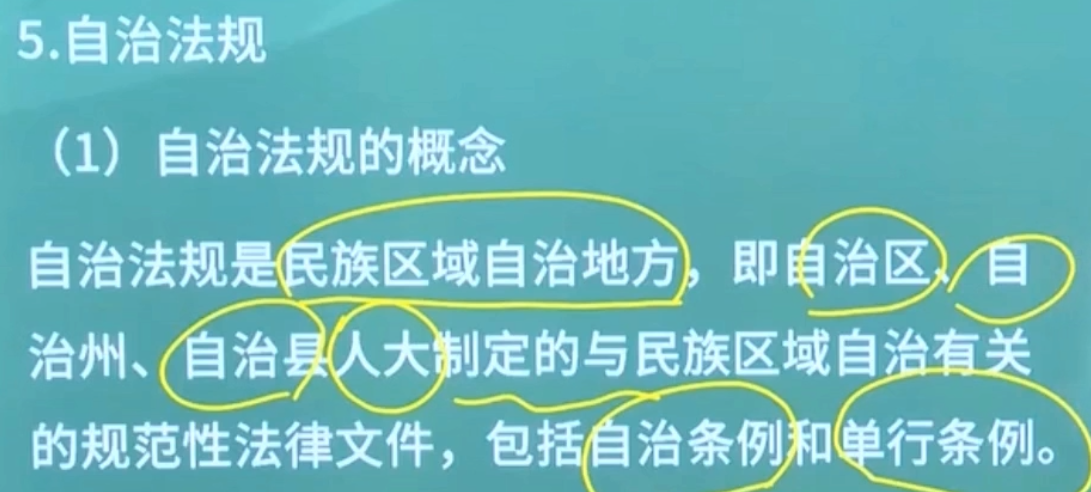 5.自治法规
（1）自治法规的概念
自治法规是民族区域自治地方，即自治区、自
治州、自治县人大制定的与民族区域自治有关
的规范性法律文件，包括自治条例和单行条例。